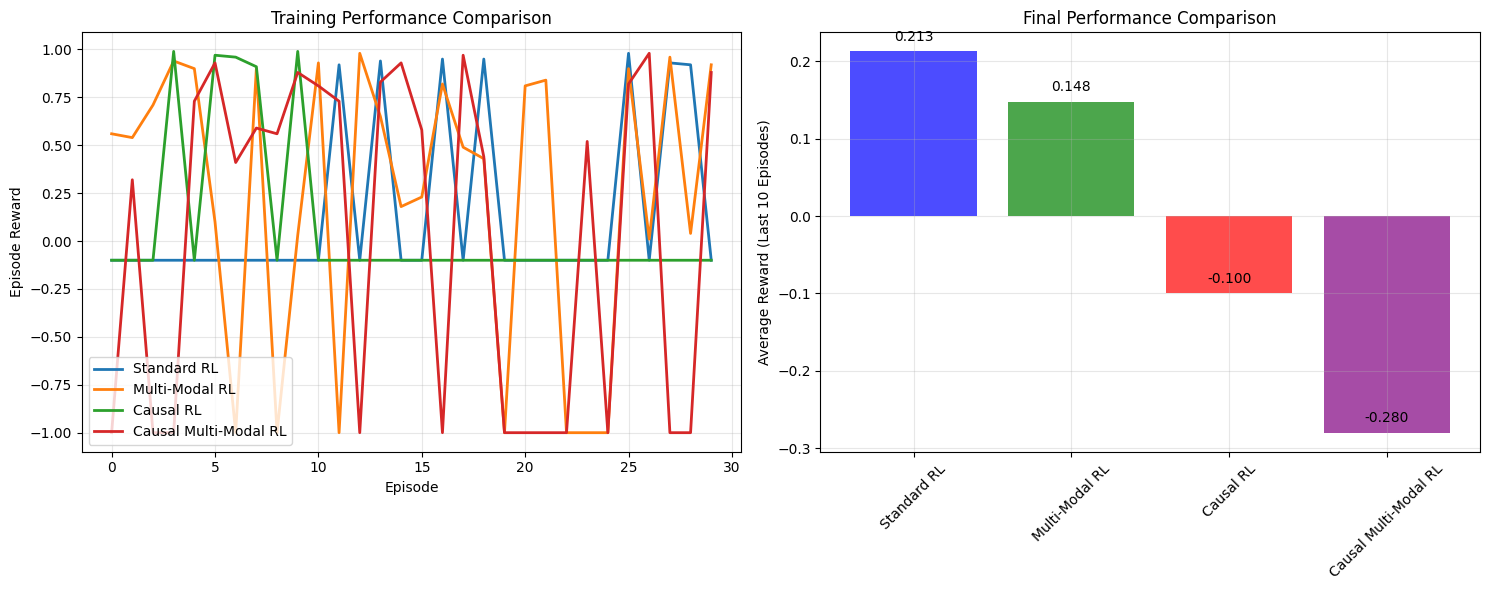 Training Performance Comparison
Episode Reward
1.00
0.75
0.50
0.25
0.00
−0.25
−0.50
−0.75
−1.00
Standard RL
Multi-Modal RL
Causal RL
Causal Multi-Modal RL
0 5 10 15 20 25 30
Episode
Final Performance Comparison
Average Reward (Last 10 Episodes)
0.2
0.1
0.0
−0.1
−0.2
−0.3
0.213
0.148
-0.100
-0.280
Standard RL
Multi-Modal RL
Causal RL
Causal Multi-Modal RL